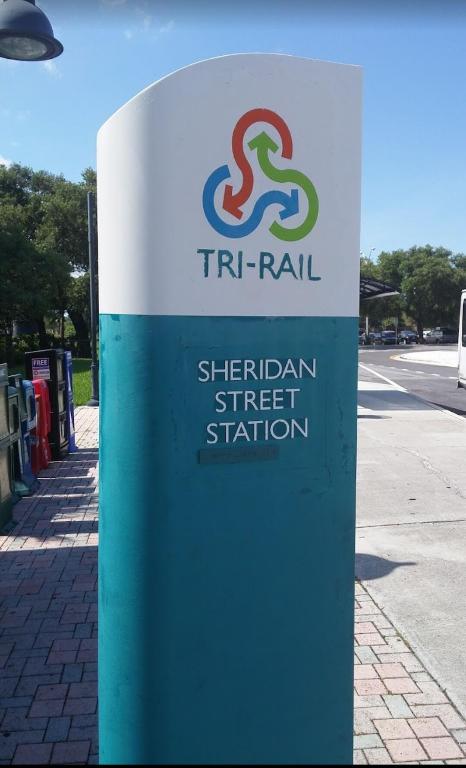 TRI-RAIL
SHERIDAN
STREET
STATION
FREE